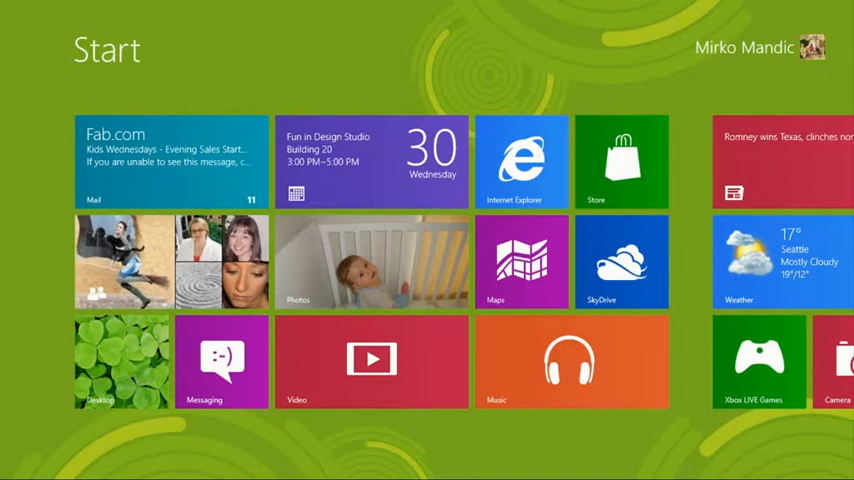 Start
Mirko Mandic
Fab.com
Kids Wednesdays - Evening Sales Start...
If you are unable to see this message, c...
Mail
11
Fun in Design Studio
Building 20
3:00 PM–5:00 PM
30
Wednesday
Internet Explorer
Store
Romney wins Texas, clinches nor
Photos
Maps
SkyDrive
17°
Seattle
Mostly Cloudy
19°/12°
Weather
Desktop
:-)
Messaging
Video
Music
Xbox LIVE Games
Camera